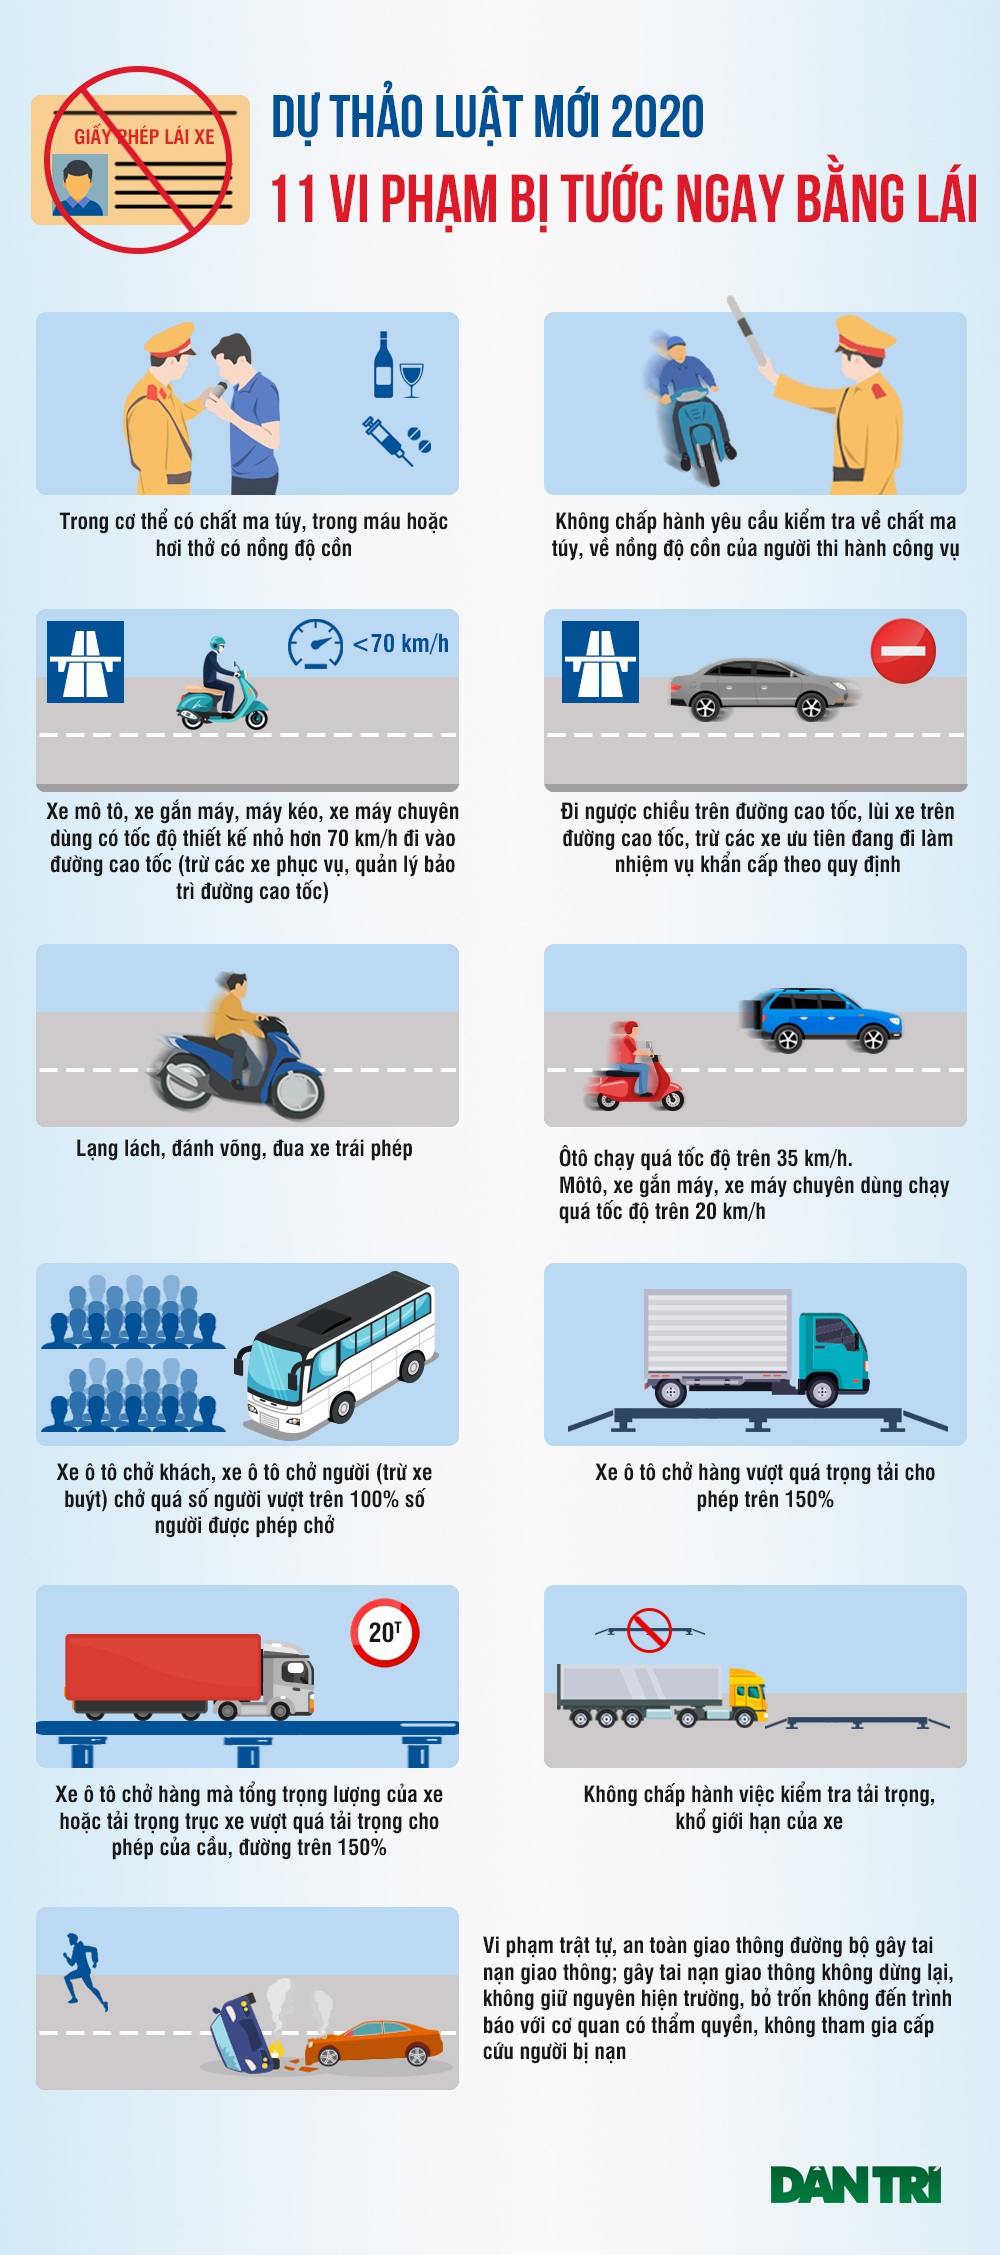 GIẤY PHÉP LÁI XE
DỰ THẢO LUẬT MỚI 2020
11 VI PHẠM BỊ TƯỚC NGAY BẰNG LÁI
Trong cơ thể có chất ma túy, trong máu hoặc
hơi thở có nồng độ cồn
Không chấp hành yêu cầu kiểm tra về chất ma
túy, về nồng độ cồn của người thi hành công vụ
<70 km/h
Xe mô tô, xe gắn máy, máy kéo, xe máy chuyên
dùng có tốc độ thiết kế nhỏ hơn 70 km/h đi vào
đường cao tốc (trừ các xe phục vụ, quản lý bảo
trì đường cao tốc)
Đi ngược chiều trên đường cao tốc, lùi xe trên
đường cao tốc, trừ các xe ưu tiên đang đi làm
nhiệm vụ khẩn cấp theo quy định
Lạng lách, đánh võng, đua xe trái phép
Ôtô chạy quá tốc độ trên 35 km/h.
Môtô, xe gắn máy, xe máy chuyên dùng chạy
quá tốc độ trên 20 km/h
Xe ô tô chở khách, xe ô tô chở người (trừ xe
buýt) chở quá số người vượt trên 100% số
người được phép chở
Xe ô tô chở hàng vượt quá trọng tải cho
phép trên 150%
20T
Xe ô tô chở hàng mà tổng trọng lượng của xe
hoặc tải trọng trục xe vượt quá tải trọng cho
phép của cầu, đường trên 150%
Không chấp hành việc kiểm tra tải trọng,
khổ giới hạn của xe
Vi phạm trật tự, an toàn giao thông đường bộ gây tai
nạn giao thông; gây tai nạn giao thông không dừng lại,
không giữ nguyên hiện trường, bỏ trốn không đến trình
báo với cơ quan có thẩm quyền, không tham gia cấp
cứu người bị nạn
DÂN TRÍ